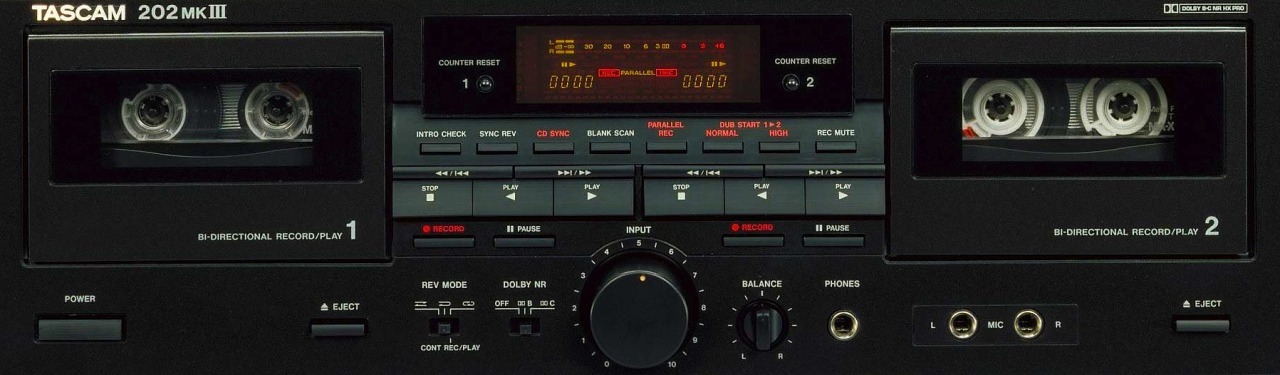 TASCAM 202 MKIII
DOLBY B-C NR HX PRO
COUNTER RESET
1
L
R
dB -∞ 30 20 10 6 3 0 3 +6
REC PARALLEL REC
0000 0000
COUNTER RESET
2
INTRO CHECK SYNC REV CD SYNC BLANK SCAN PARALLEL REC DUB START 1▶2 NORMAL HIGH REC MUTE
◀◀/I◀◀ ▶▶I/▶▶ ◀◀/I◀◀ ▶▶I/▶▶
STOP PLAY PLAY STOP PLAY PLAY
RECORD PAUSE INPUT RECORD PAUSE
BI-DIRECTIONAL RECORD/PLAY 1
BI-DIRECTIONAL RECORD/PLAY 2
POWER
EJECT
REV MODE
CONT REC/PLAY
DOLBY NR
OFF B C
0 1 2 3 4 5 6 7 8 9 10
BALANCE
L R
PHONES
L MIC R
EJECT